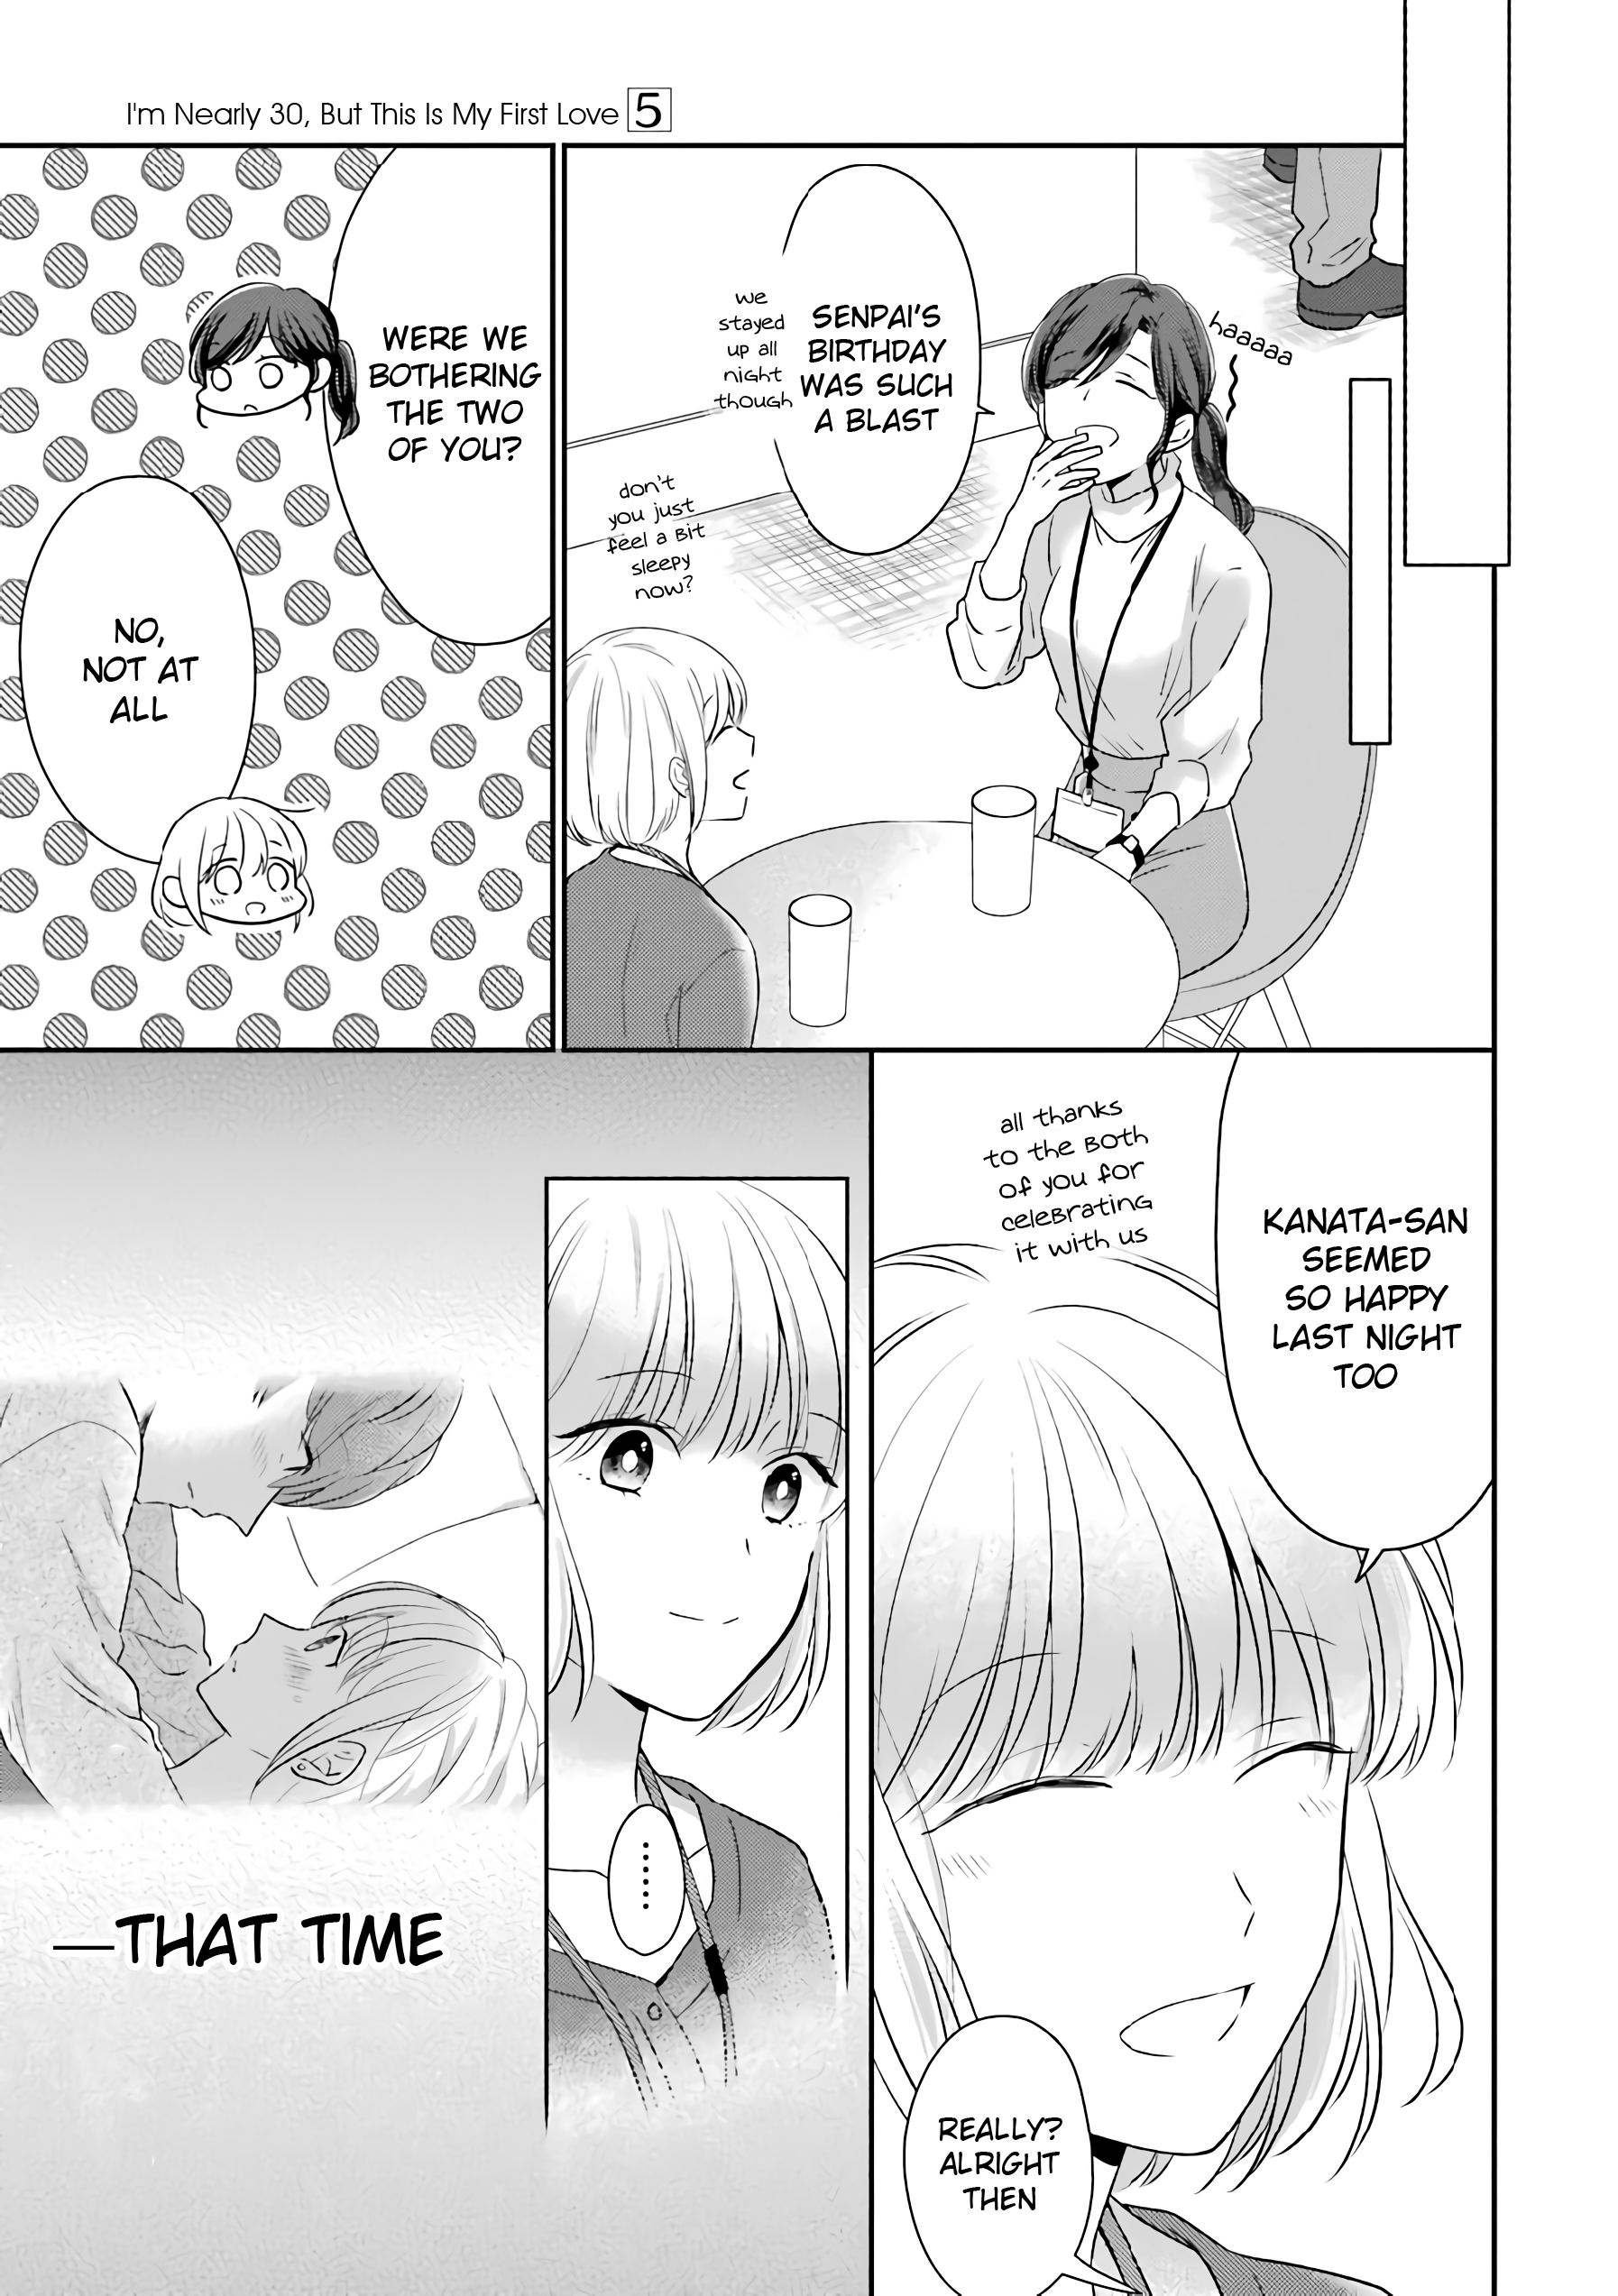 I'm Nearly 30, But This Is My First Love 5
haaaaa
SENPAI'S
BIRTHDAY
WAS SUCH
A BLAST
we
stayed
up all
night
though
don't
you just
feel a bit
sleepy
now?
WERE WE
BOTHERING
THE TWO
OF YOU?
NO,
NOT AT
ALL
KANATA-SAN
SEEMED
SO HAPPY
LAST NIGHT
TOO
all thanks
to the both
of you for
celebrating
it with us
REALLY?
ALRIGHT
THEN
......
—THAT TIME